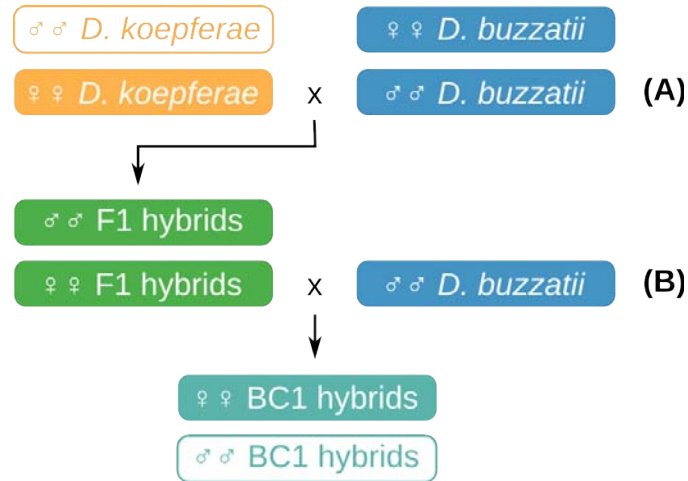 ♂♂ D. koepferae
♀♀ D. buzzatii
♀♀ D. koepferae x ♂♂ D. buzzatii (A)
♂♂ F1 hybrids
♀♀ F1 hybrids x ♂♂ D. buzzatii (B)
♀♀ BC1 hybrids
♂♂ BC1 hybrids